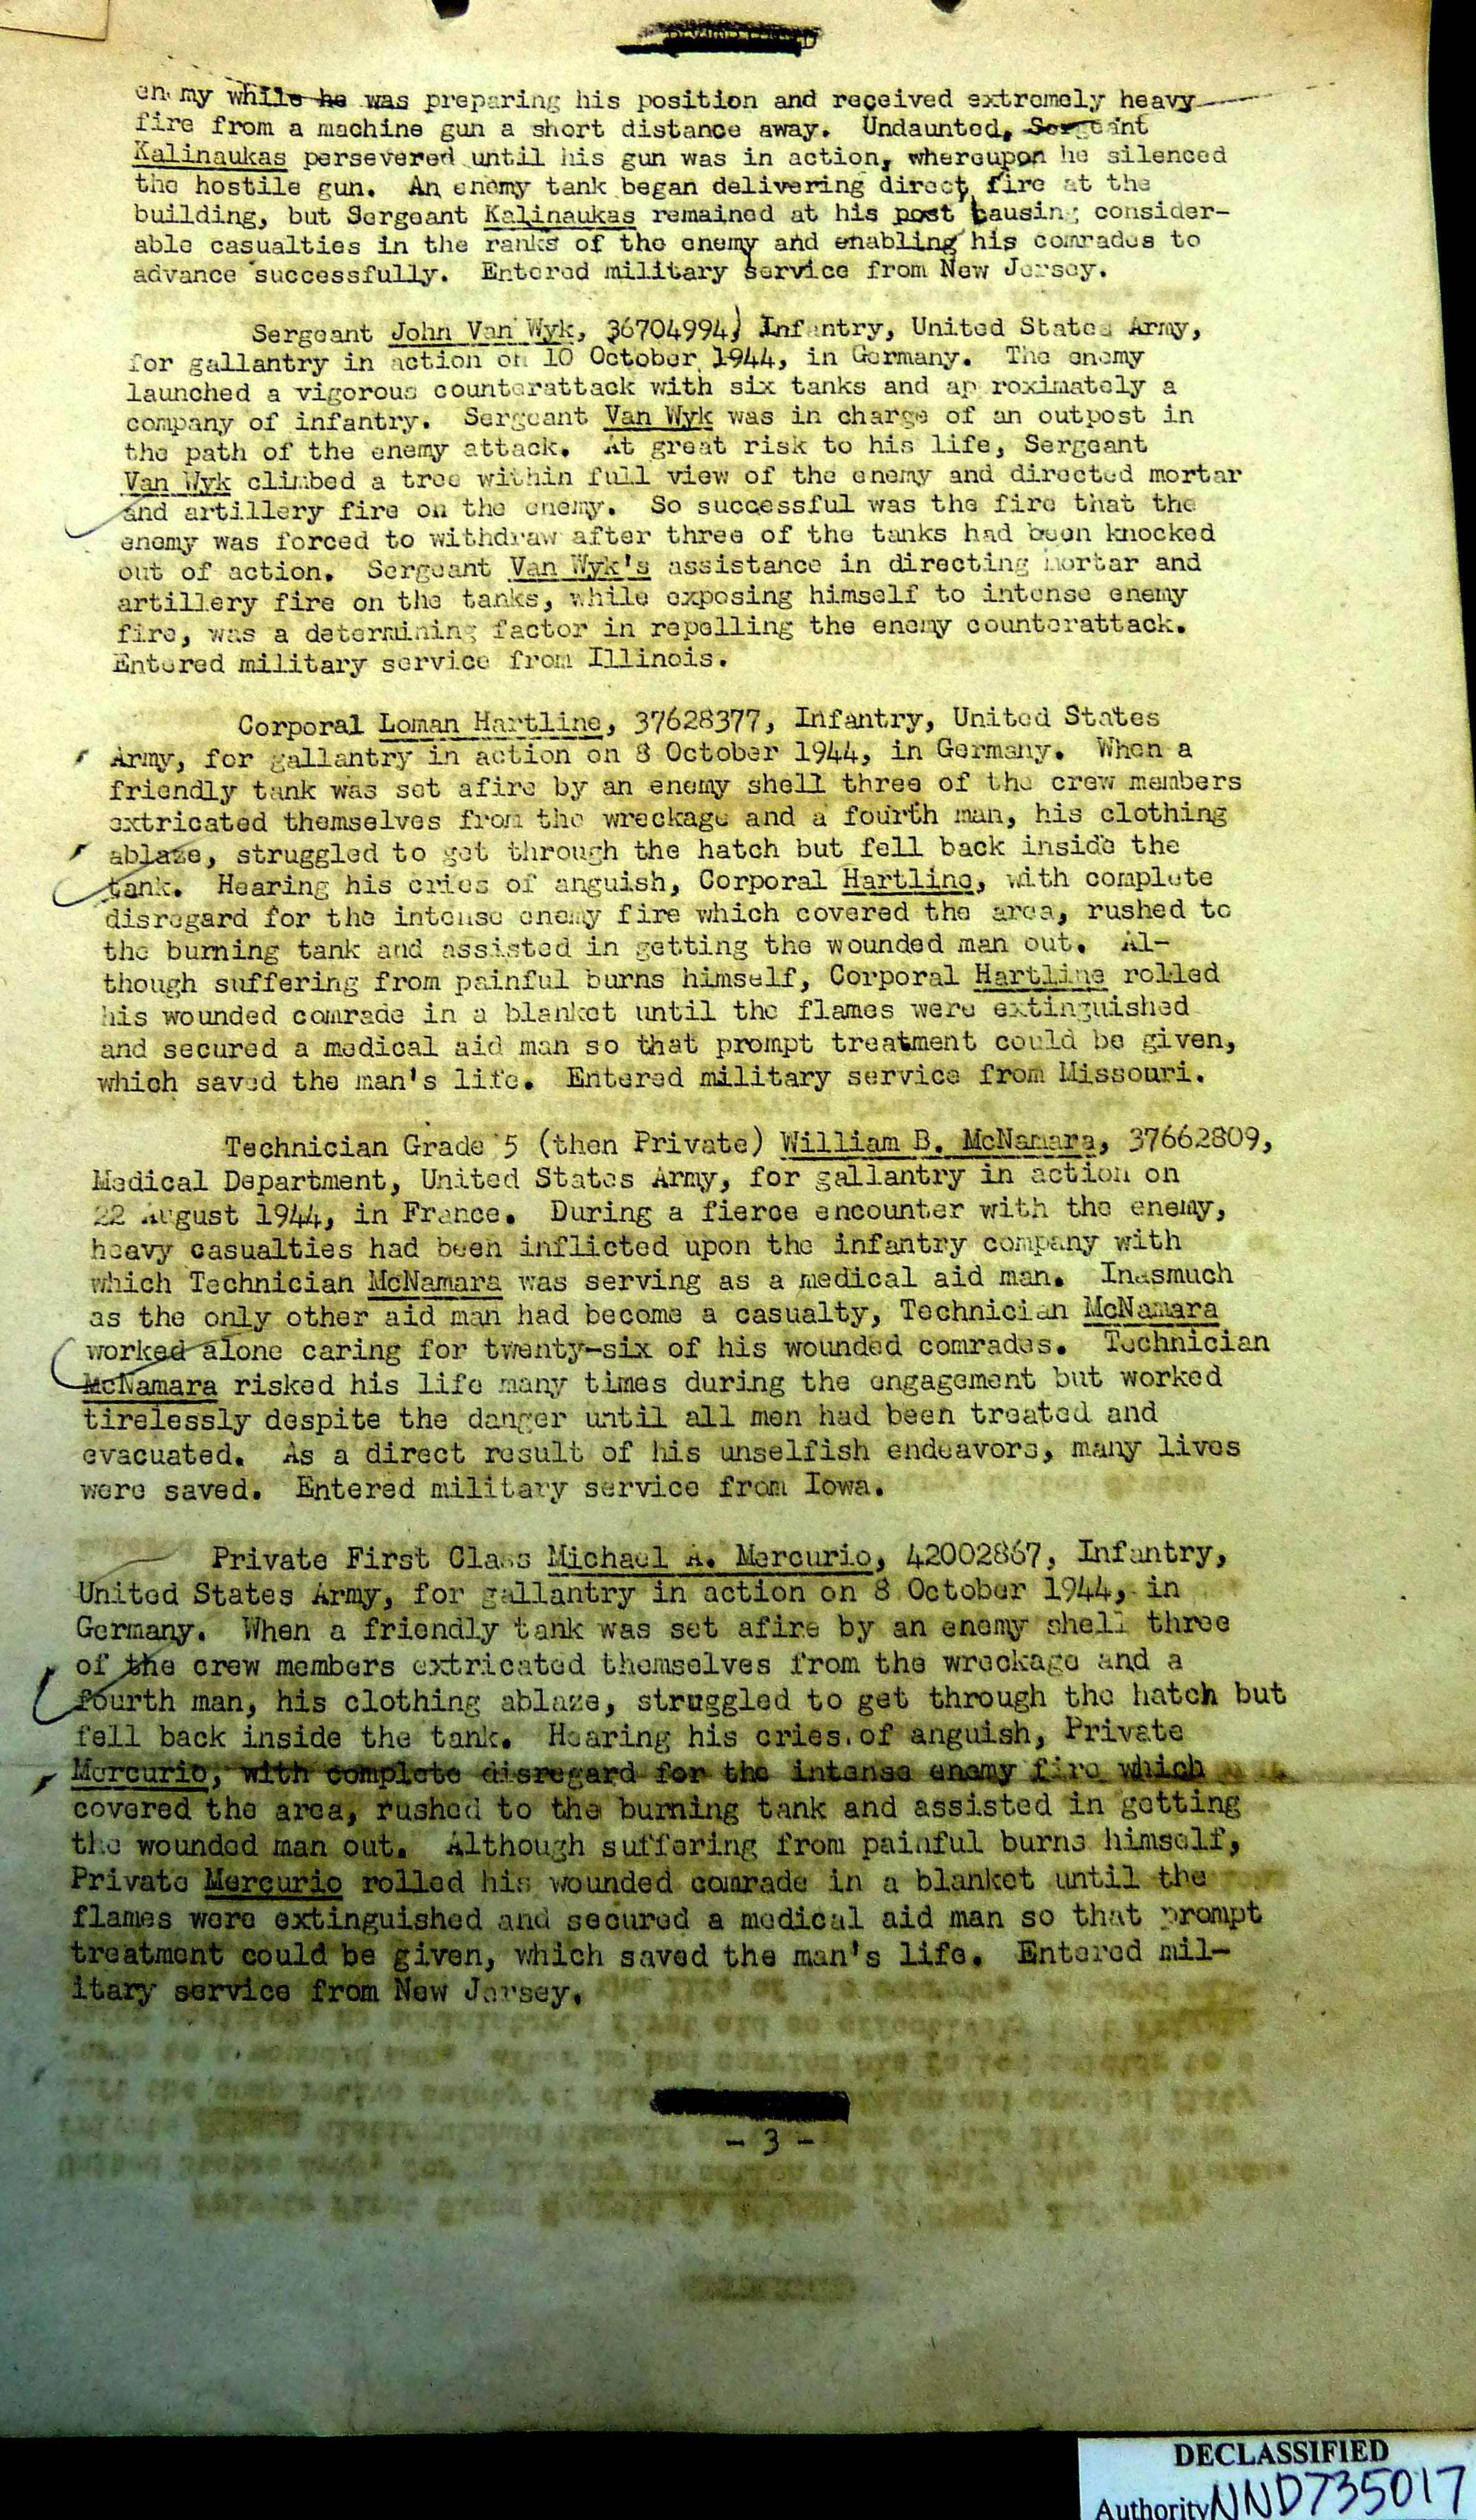 enemy while he was preparing his position and received extremely heavy
fire from a machine gun a short distance away. Undaunted, Sergeant
Kalinaukas persevered until his gun was in action, whereupon he silenced
the hostile gun. An enemy tank began delivering direct fire at the
building, but Sergeant Kalinaukas remained at his post causing consider-
able casualties in the ranks of the enemy and enabling his comrades to
advance successfully. Entered military service from New Jersey.
Sergeant John Van Wyk, 36704994, Infantry, United States Army,
for gallantry in action on 10 October 1944, in Germany. The enemy
launched a vigorous counterattack with six tanks and approximately a
company of infantry. Sergeant Van Wyk was in charge of an outpost in
the path of the enemy attack. At great risk to his life, Sergeant
Van Wyk climbed a tree within full view of the enemy and directed mortar
and artillery fire on the enemy. So successful was the fire that the
enemy was forced to withdraw after three of the tanks had been knocked
out of action. Sergeant Van Wyk's assistance in directing mortar and
artillery fire on the tanks, while exposing himself to intense enemy
fire, was a determining factor in repelling the enemy counterattack.
Entered military service from Illinois.
Corporal Loman Hartline, 37628377, Infantry, United States
Army, for gallantry in action on 8 October 1944, in Germany. When a
friendly tank was set afire by an enemy shell three of the crew members
extricated themselves from the wreckage and a fourth man, his clothing
ablaze, struggled to get through the hatch but fell back inside the
tank. Hearing his cries of anguish, Corporal Hartline, with complete
disregard for the intense enemy fire which covered the area, rushed to
the burning tank and assisted in getting the wounded man out. Al-
though suffering from painful burns himself, Corporal Hartline rolled
his wounded comrade in a blanket until the flames were extinguished
and secured a medical aid man so that prompt treatment could be given,
which saved the man's life. Entered military service from Missouri.
Technician Grade 5 (then Private) William B. McNamara, 37662809,
Medical Department, United States Army, for gallantry in action on
22 August 1944, in France. During a fierce encounter with the enemy,
heavy casualties had been inflicted upon the infantry company with
which Technician McNamara was serving as a medical aid man. Inasmuch
as the only other aid man had become a casualty, Technician McNamara
worked alone caring for twenty-six of his wounded comrades. Technician
McNamara risked his life many times during the engagement but worked
tirelessly despite the danger until all men had been treated and
evacuated. As a direct result of his unselfish endeavors, many lives
were saved. Entered military service from Iowa.
Private First Class Michael A. Mercurio, 42002867, Infantry,
United States Army, for gallantry in action on 8 October 1944, in
Germany. When a friendly tank was set afire by an enemy shell three
of the crew members extricated themselves from the wreckage and a
fourth man, his clothing ablaze, struggled to get through the hatch but
fell back inside the tank. Hearing his cries of anguish, Private
Mercurio, with complete disregard for the intense enemy fire which
covered the area, rushed to the burning tank and assisted in getting
the wounded man out. Although suffering from painful burns himself,
Private Mercurio rolled his wounded comrade in a blanket until the
flames were extinguished and secured a medical aid man so that prompt
treatment could be given, which saved the man's life. Entered mil-
itary service from New Jersey.
- 3 -
DECLASSIFIED
Authority NND735017